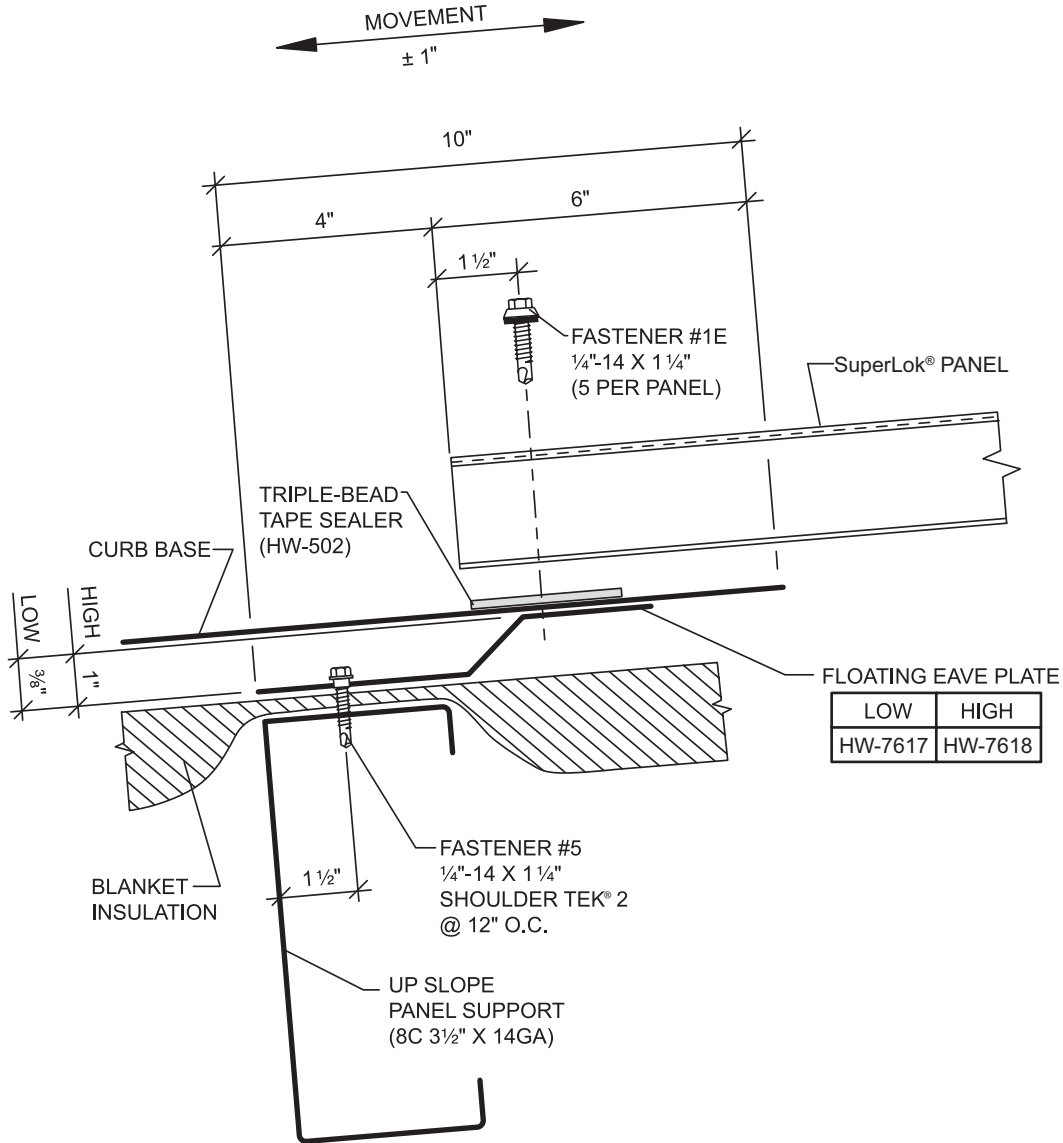 MOVEMENT
± 1"
10"
4"
6"
1 ½"
FASTENER #1E
¼"-14 X 1 ¼"
(5 PER PANEL)
SuperLok® PANEL
TRIPLE-BEAD
TAPE SEALER
(HW-502)
CURB BASE
LOW
HIGH
⅜"
1"
FLOATING EAVE PLATE
LOW HIGH
HW-7617 HW-7618
FASTENER #5
¼"-14 X 1 ¼"
SHOULDER TEK® 2
@ 12" O.C.
1 ½"
BLANKET
INSULATION
UP SLOPE
PANEL SUPPORT
(8C 3½" X 14GA)